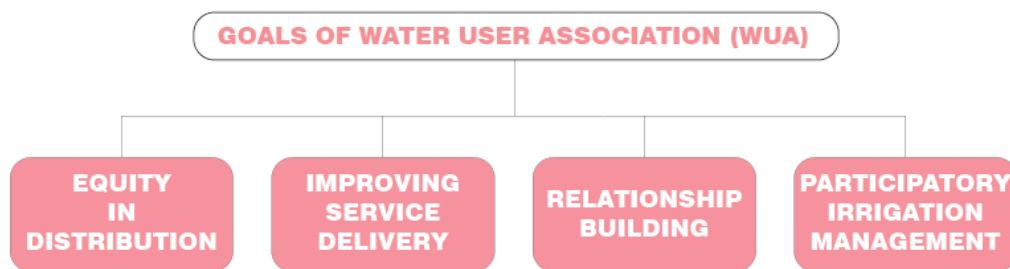 GOALS OF WATER USER ASSOCIATION (WUA)
EQUITY
IN
DISTRIBUTION
IMPROVING
SERVICE
DELIVERY
RELATIONSHIP
BUILDING
PARTICIPATORY
IRRIGATION
MANAGEMENT